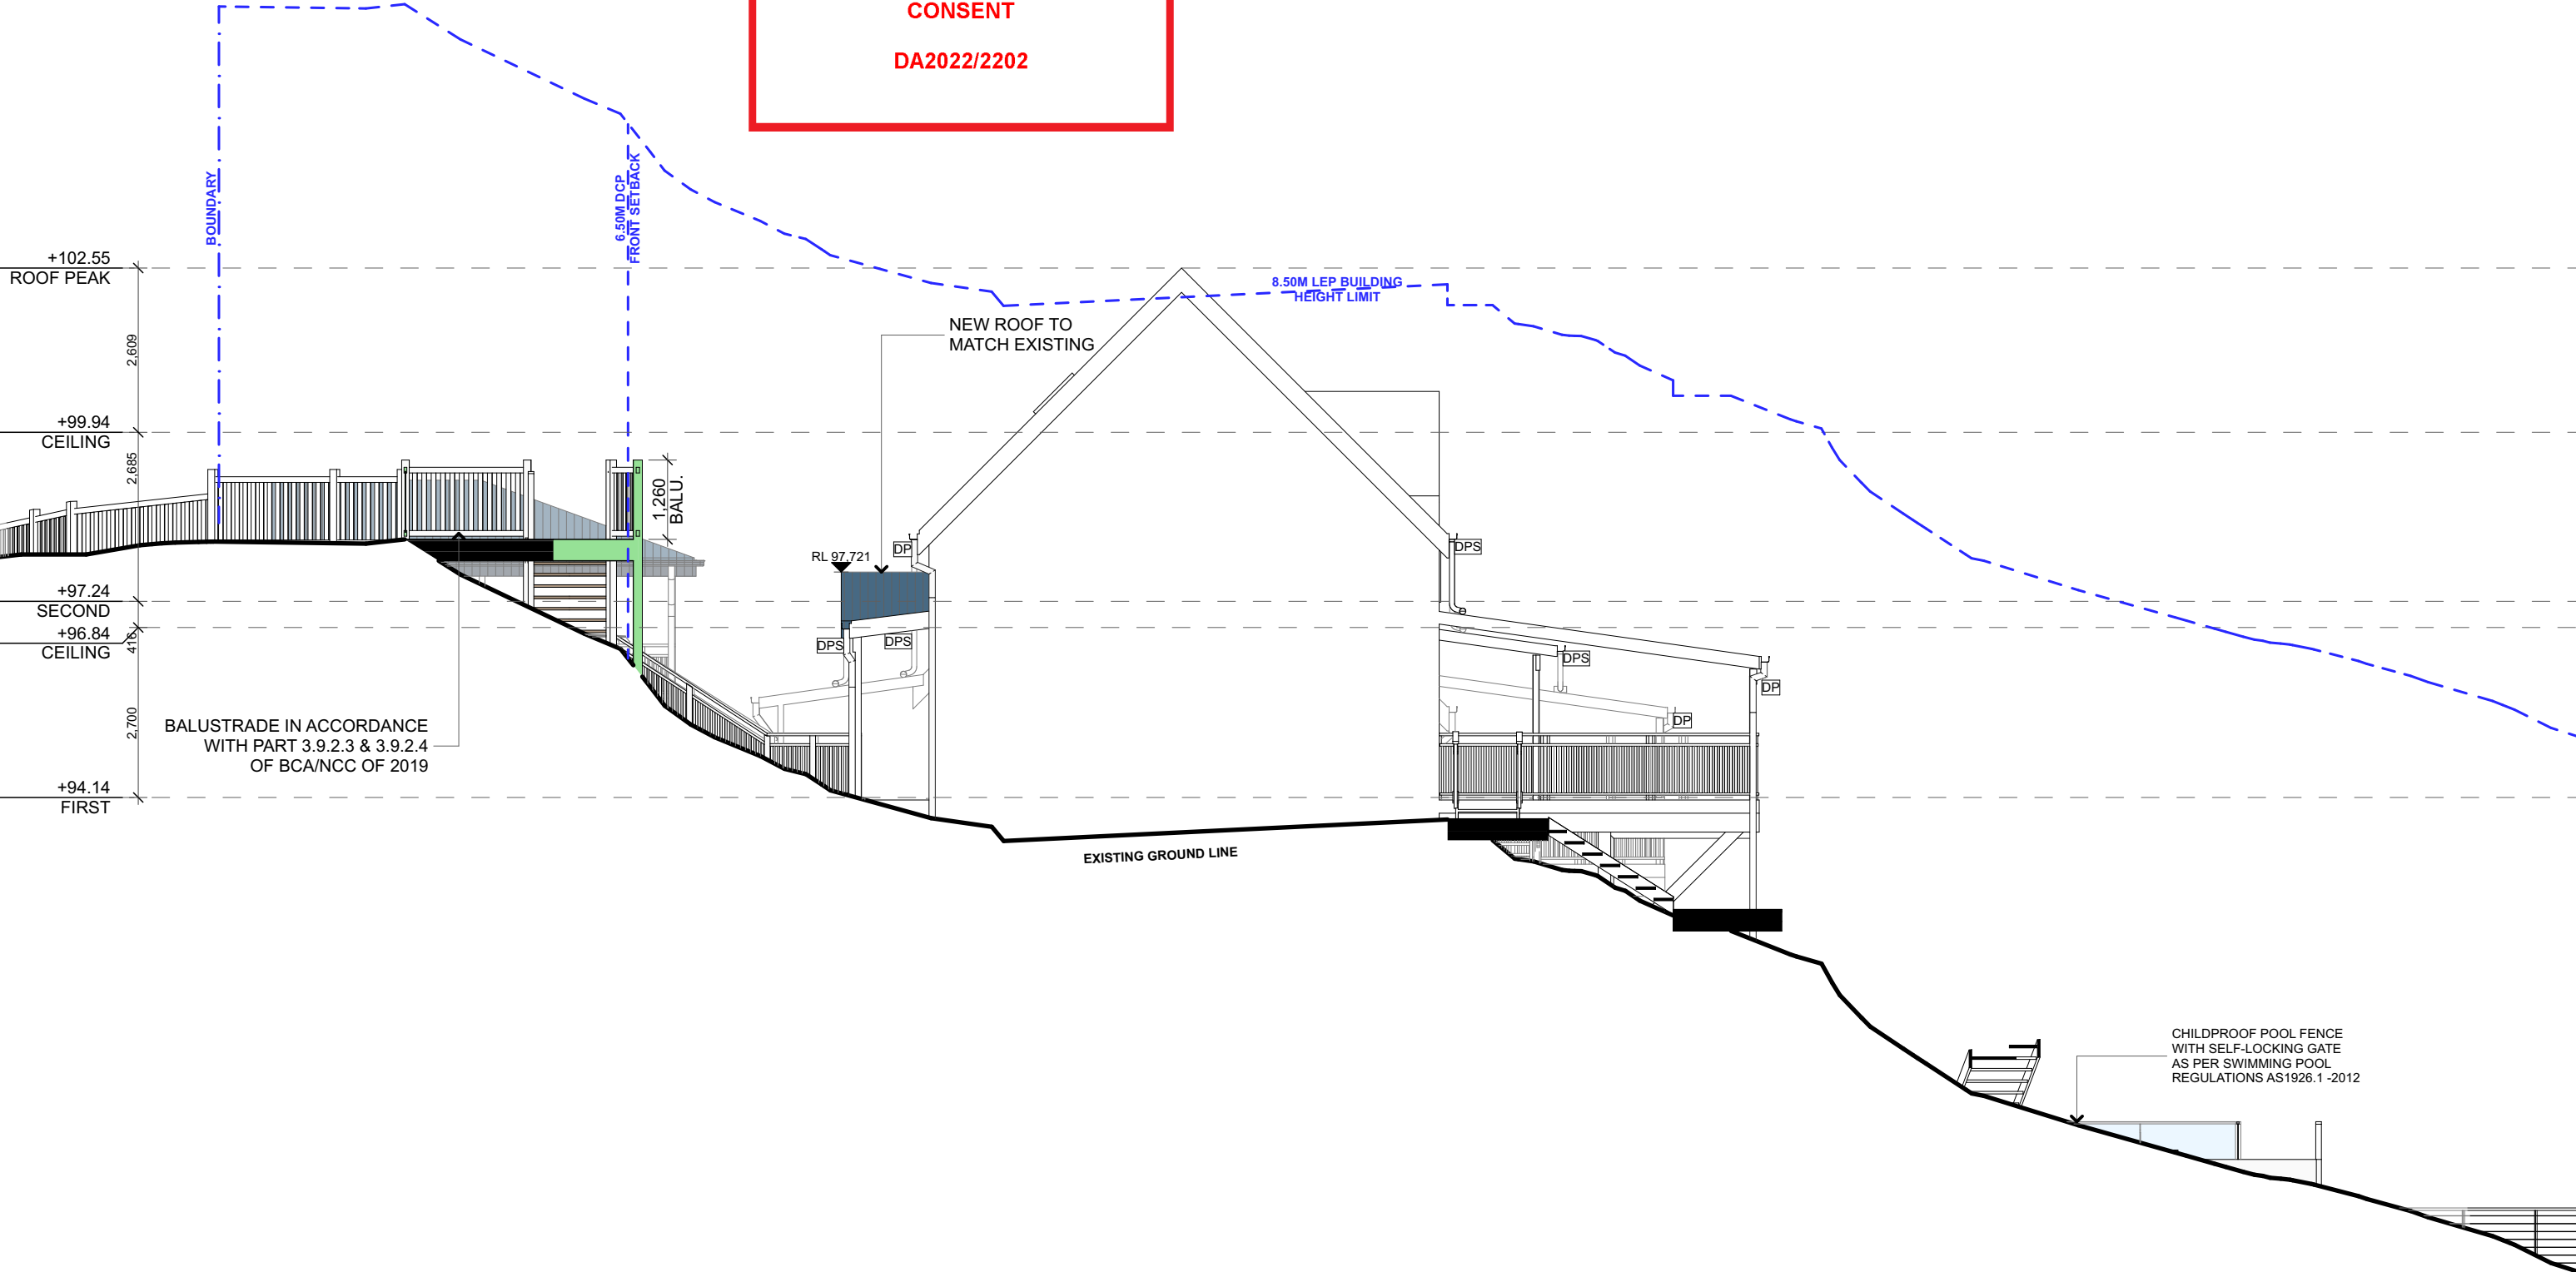 CONSENT
DA2022/2202
BOUNDARY
6.50M DCP
FRONT SETBACK
+102.55
ROOF PEAK
8.50M LEP BUILDING
HEIGHT LIMIT
NEW ROOF TO
MATCH EXISTING
2,609
+99.94
CEILING
2,685
1,260
BALU.
DP
DPS
RL 97.721
+97.24
SECOND
+96.84
CEILING
416
DPS
DPS
DPS
DP
DP
2,700
BALUSTRADE IN ACCORDANCE
WITH PART 3.9.2.3 & 3.9.2.4
OF BCA/NCC OF 2019
+94.14
FIRST
EXISTING GROUND LINE
CHILDPROOF POOL FENCE
WITH SELF-LOCKING GATE
AS PER SWIMMING POOL
REGULATIONS AS1926.1 -2012